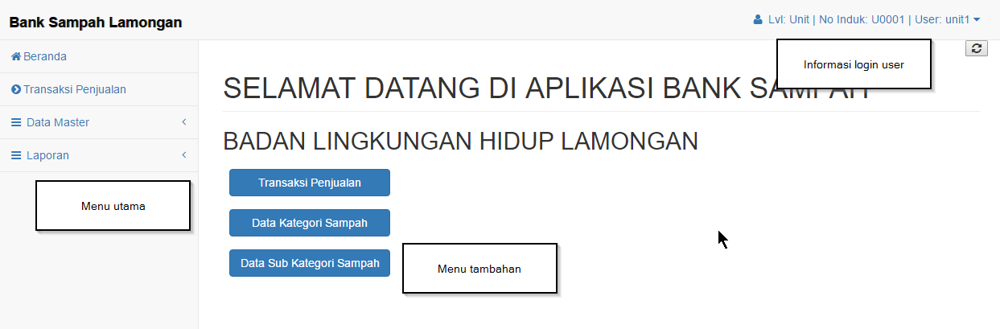 Bank Sampah Lamongan
Lvl: Unit | No Induk: U0001 | User: unit1
Beranda
Transaksi Penjualan
Data Master
Laporan
Menu utama
Informasi login user
SELAMAT DATANG DI APLIKASI BANK SAMPAH
BADAN LINGKUNGAN HIDUP LAMONGAN
Transaksi Penjualan
Data Kategori Sampah
Data Sub Kategori Sampah
Menu tambahan